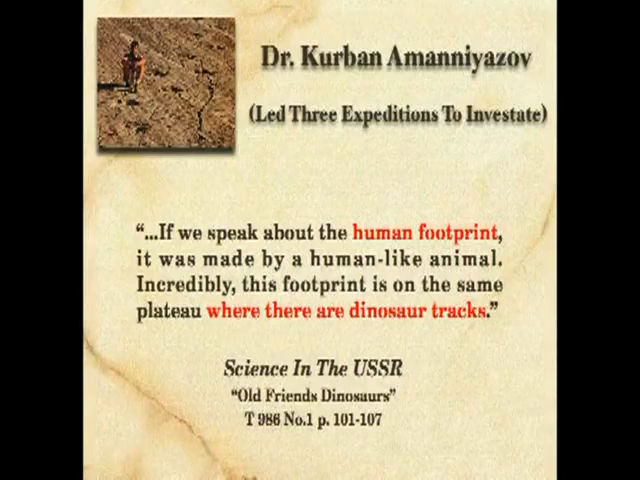 Dr. Kurban Amanniyazov
(Led Three Expeditions To Investate)
“...If we speak about the human footprint,
it was made by a human-like animal.
Incredibly, this footprint is on the same
plateau where there are dinosaur tracks.”
Science In The USSR
“Old Friends Dinosaurs”
T 986 No.1 p. 101-107